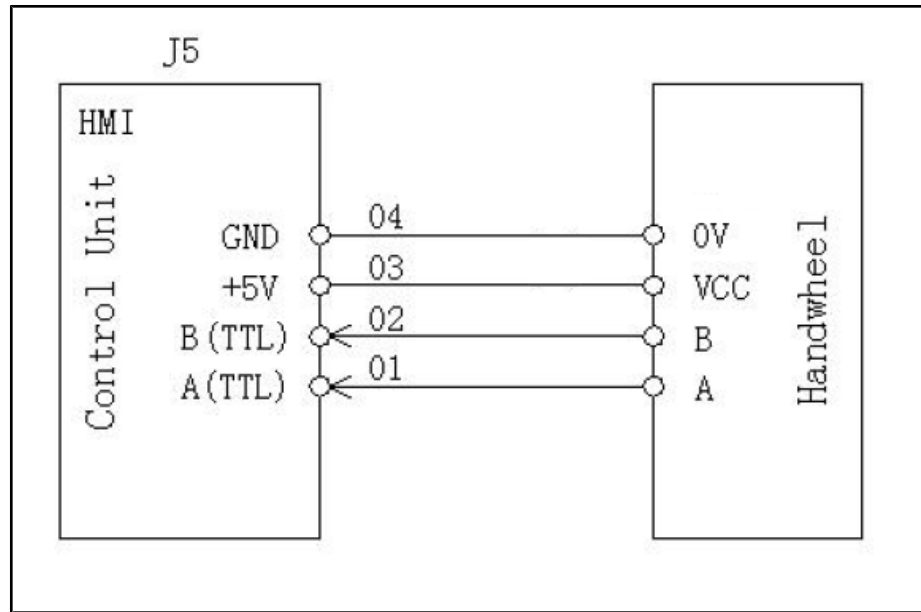 J5
HMI
Control Unit
GND
+5V
B(TTL)
A(TTL)
04
03
02
01
0V
VCC
B
A
Handwheel